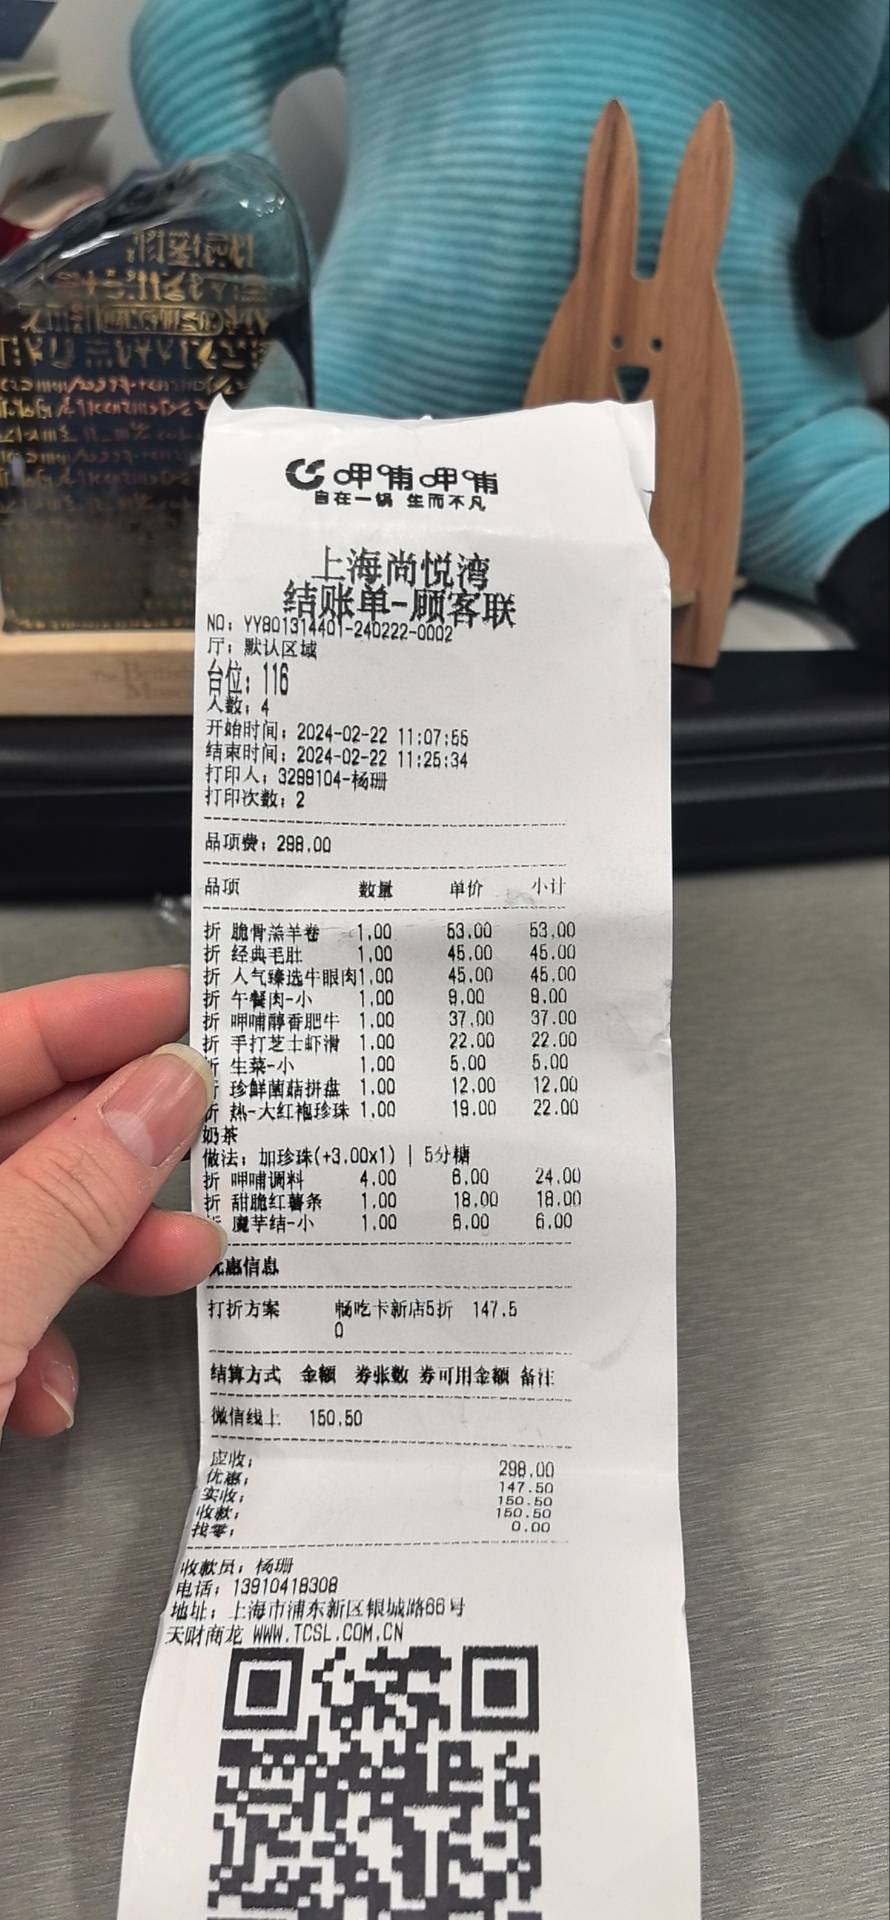 呷哺呷哺
自在一锅 生而不凡
上海尚悦湾
结账单-顾客联
NO: YY801314401-240222-0002
厅: 默认区域
台位: 116
人数: 4
开始时间: 2024-02-22 11:07:55
结束时间: 2024-02-22 11:25:34
打印人: 3299104-杨珊
打印次数: 2
品项费: 298.00
品项 数量 单价 小计
折 脆骨羔羊卷 1.00 53.00 53.00
折 经典毛肚 1.00 45.00 45.00
折 人气臻选牛眼肉1.00 45.00 45.00
折 午餐肉-小 1.00 9.00 9.00
折 呷哺醇香肥牛 1.00 37.00 37.00
折 手打芝士虾滑 1.00 22.00 22.00
折 生菜-小 1.00 5.00 5.00
折 珍鲜菌菇拼盘 1.00 12.00 12.00
折 热-大红袍珍珠 1.00 19.00 22.00
奶茶
做法: 加珍珠(+3.00x1) | 5分糖
折 呷哺调料 4.00 6.00 24.00
折 甜脆红薯条 1.00 18.00 18.00
折 魔芋结-小 1.00 6.00 6.00
优惠信息
打折方案 畅吃卡新店5折 147.5
0
结算方式 金额 券张数 券可用金额 备注
微信线上 150.50
应收: 298.00
优惠: 147.50
实收: 150.50
收款: 150.50
找零: 0.00
收款员: 杨珊
电话: 13910418308
地址: 上海市浦东新区银城路66号
天财商龙 WWW.TCSL.COM.CN